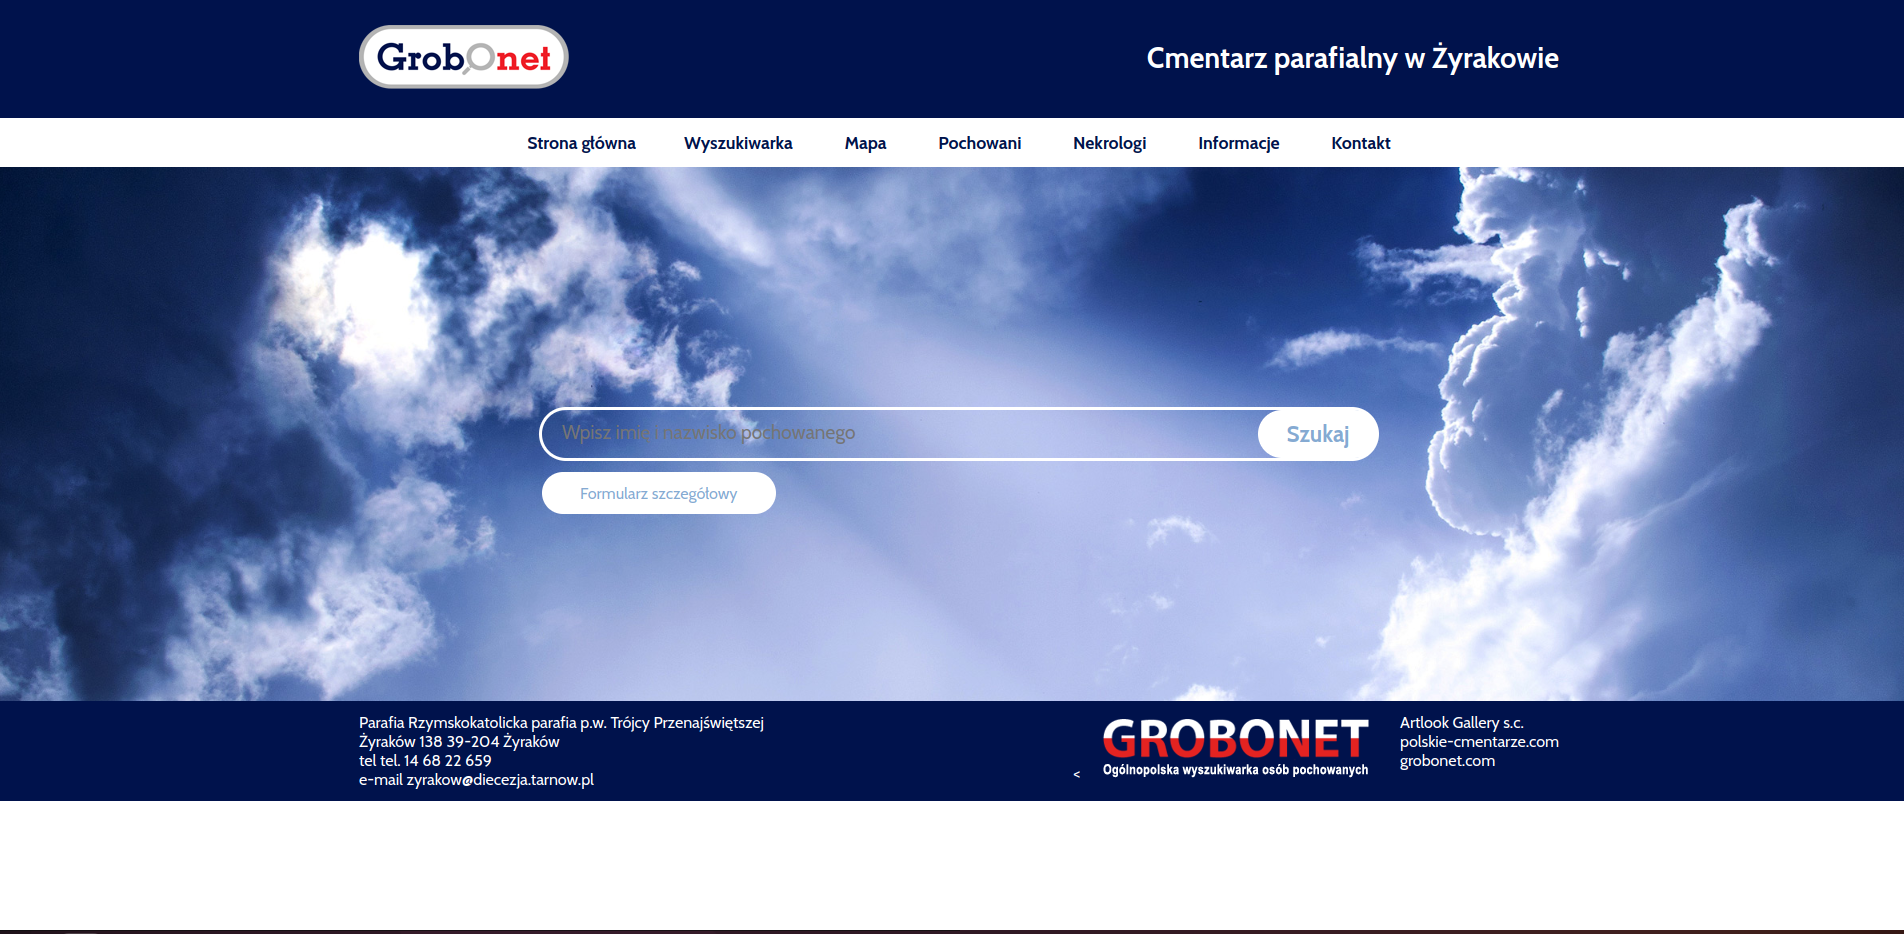 GrobOnet
Cmentarz parafialny w Żyrakowie
Strona główna Wyszukiwarka Mapa Pochowani Nekrologi Informacje Kontakt
Wpisz imię i nazwisko pochowanego
Szukaj
Formularz szczegółowy
Parafia Rzymskokatolicka parafia p.w. Trójcy Przenajświętszej
Żyraków 138 39-204 Żyraków
tel tel. 14 68 22 659
e-mail zyrakow@diecezja.tarnow.pl
<
GROBONET
Ogólnopolska wyszukiwarka osób pochowanych
Artlook Gallery s.c.
polskie-cmentarze.com
grobonet.com